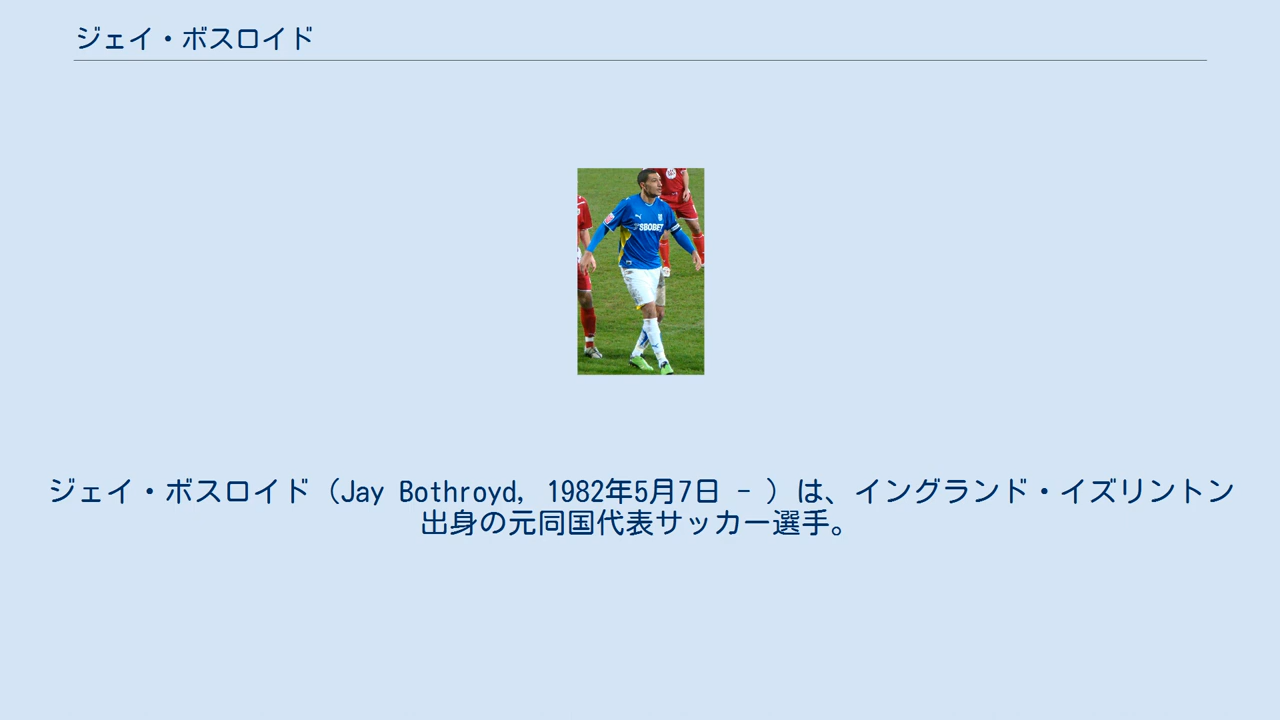 ジェイ・ボスロイド
SBOBET
ジェイ・ボスロイド（Jay Bothroyd, 1982年5月7日 - ）は、イングランド・イズリントン
出身の元同国代表サッカー選手。